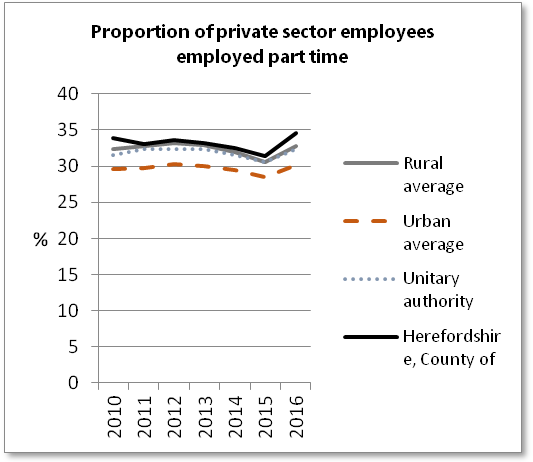 Proportion of private sector employees
employed part time
40
35
30
25
20
15
10
5
0
%
2010
2011
2012
2013
2014
2015
2016
Rural
average
Urban
average
Unitary
authority
Herefordshir
e, County of